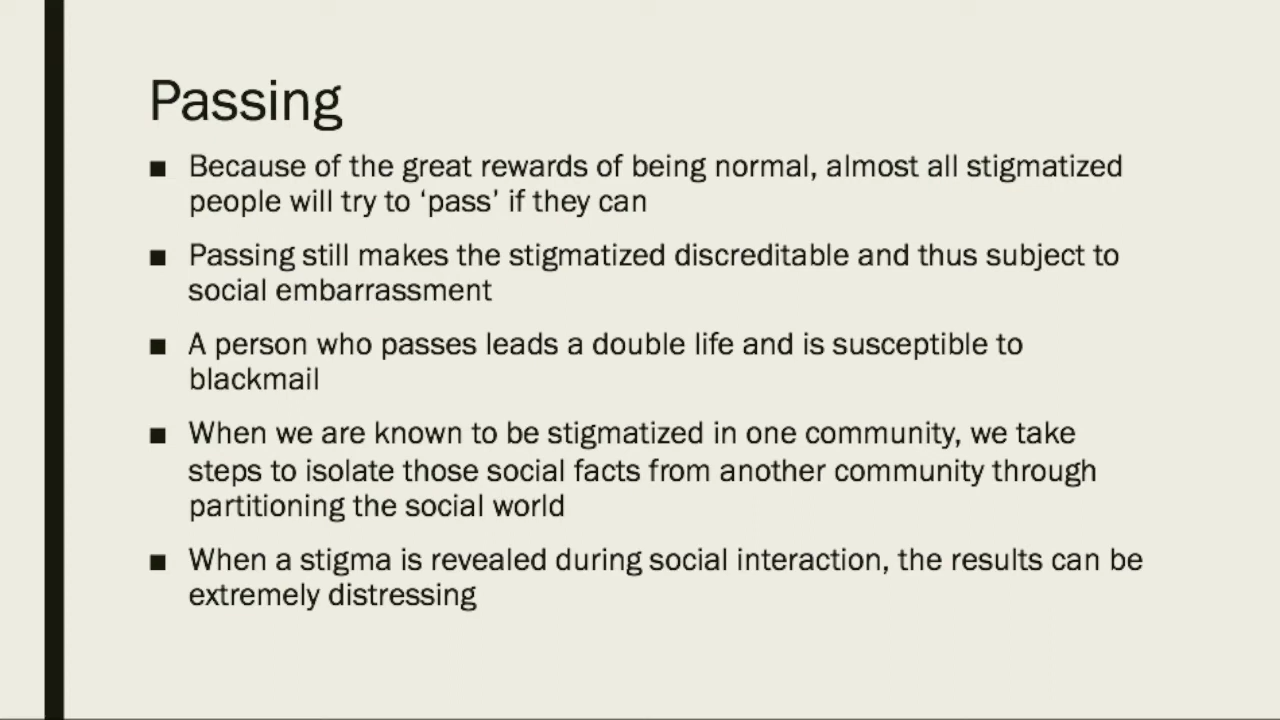 Passing
■ Because of the great rewards of being normal, almost all stigmatized
people will try to ‘pass’ if they can
■ Passing still makes the stigmatized discreditable and thus subject to
social embarrassment
■ A person who passes leads a double life and is susceptible to
blackmail
■ When we are known to be stigmatized in one community, we take
steps to isolate those social facts from another community through
partitioning the social world
■ When a stigma is revealed during social interaction, the results can be
extremely distressing